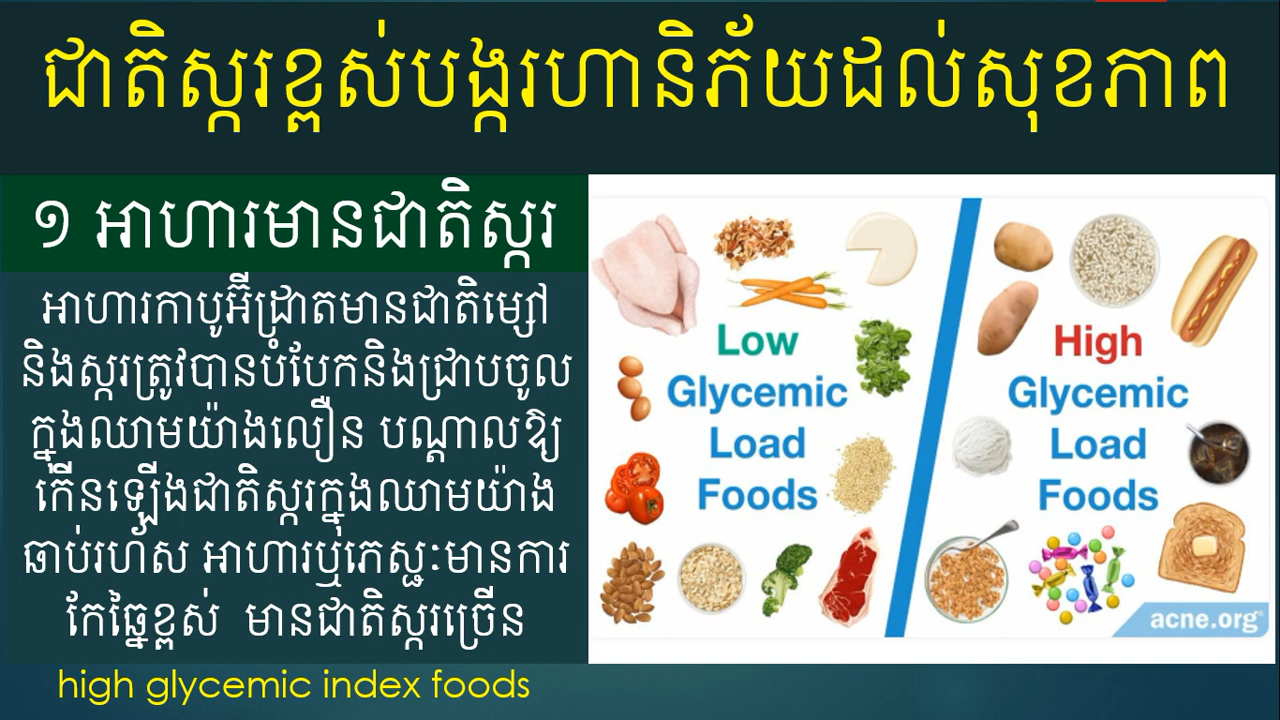 ជាតិស្ករខ្ពស់បង្ករហានិភ័យដល់សុខភាព
១ អាហារមានជាតិស្ករ
អាហារកាបូអ៊ីដ្រាតមានជាតិម្សៅ
និងស្ករត្រូវបានបំបែកនិងជ្រាបចូល
ក្នុងឈាមយ៉ាងលឿន បណ្តាលឱ្យ
កើនឡើងជាតិស្ករក្នុងឈាមយ៉ាង
ឆាប់រហ័ស អាហារឬភេស្ជៈមានការ
កែឆ្នៃខ្ពស់ មានជាតិស្ករច្រើន
high glycemic index foods
Low
Glycemic
Load
Foods
High
Glycemic
Load
Foods
acne.org